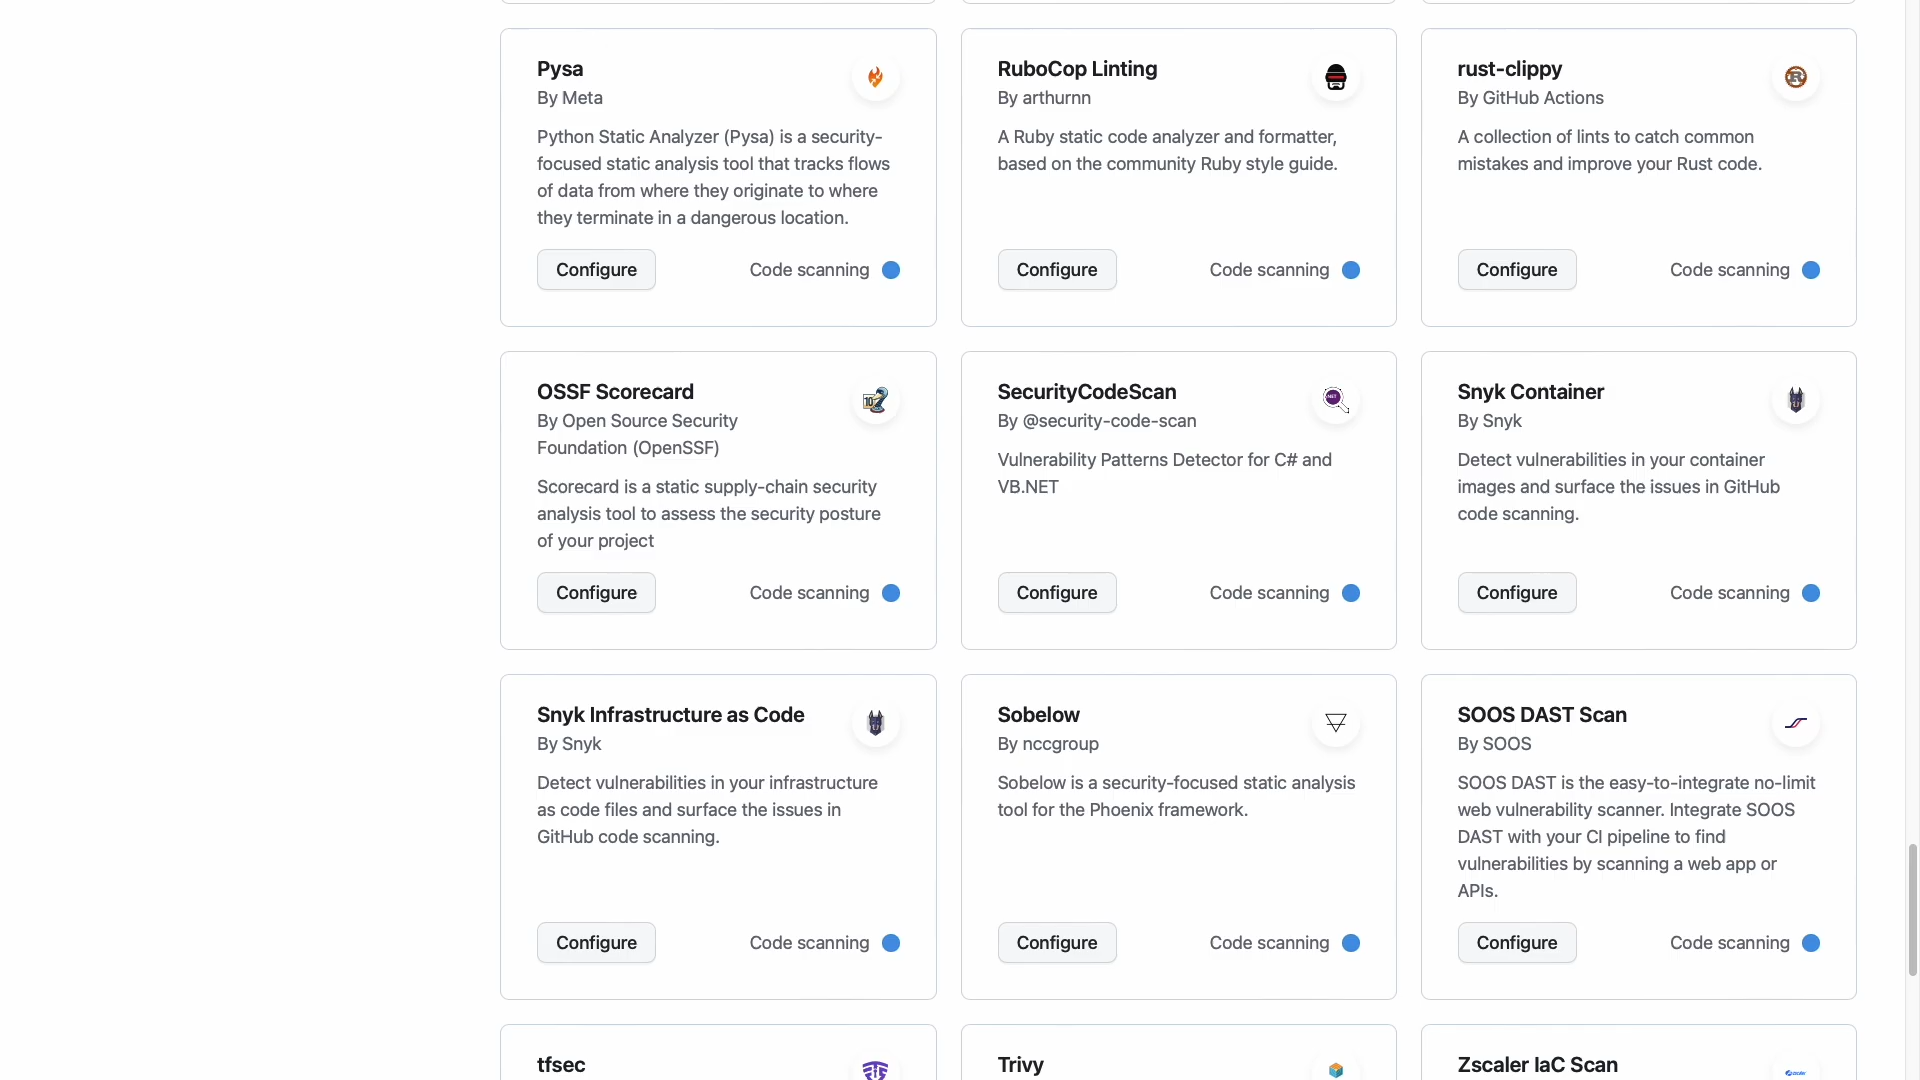 Pysa
By Meta
Python Static Analyzer (Pysa) is a security-
focused static analysis tool that tracks flows
of data from where they originate to where
they terminate in a dangerous location.
Configure
Code scanning
RuboCop Linting
By arthurnn
A Ruby static code analyzer and formatter,
based on the community Ruby style guide.
Configure
Code scanning
rust-clippy
By GitHub Actions
A collection of lints to catch common
mistakes and improve your Rust code.
Configure
Code scanning
OSSF Scorecard
By Open Source Security
Foundation (OpenSSF)
Scorecard is a static supply-chain security
analysis tool to assess the security posture
of your project
Configure
Code scanning
SecurityCodeScan
By @security-code-scan
Vulnerability Patterns Detector for C# and
VB.NET
Configure
Code scanning
Snyk Container
By Snyk
Detect vulnerabilities in your container
images and surface the issues in GitHub
code scanning.
Configure
Code scanning
Snyk Infrastructure as Code
By Snyk
Detect vulnerabilities in your infrastructure
as code files and surface the issues in
GitHub code scanning.
Configure
Code scanning
Sobelow
By nccgroup
Sobelow is a security-focused static analysis
tool for the Phoenix framework.
Configure
Code scanning
SOOS DAST Scan
By SOOS
SOOS DAST is the easy-to-integrate no-limit
web vulnerability scanner. Integrate SOOS
DAST with your CI pipeline to find
vulnerabilities by scanning a web app or
APIs.
Configure
Code scanning
tfsec
Trivy
Zscaler IaC Scan